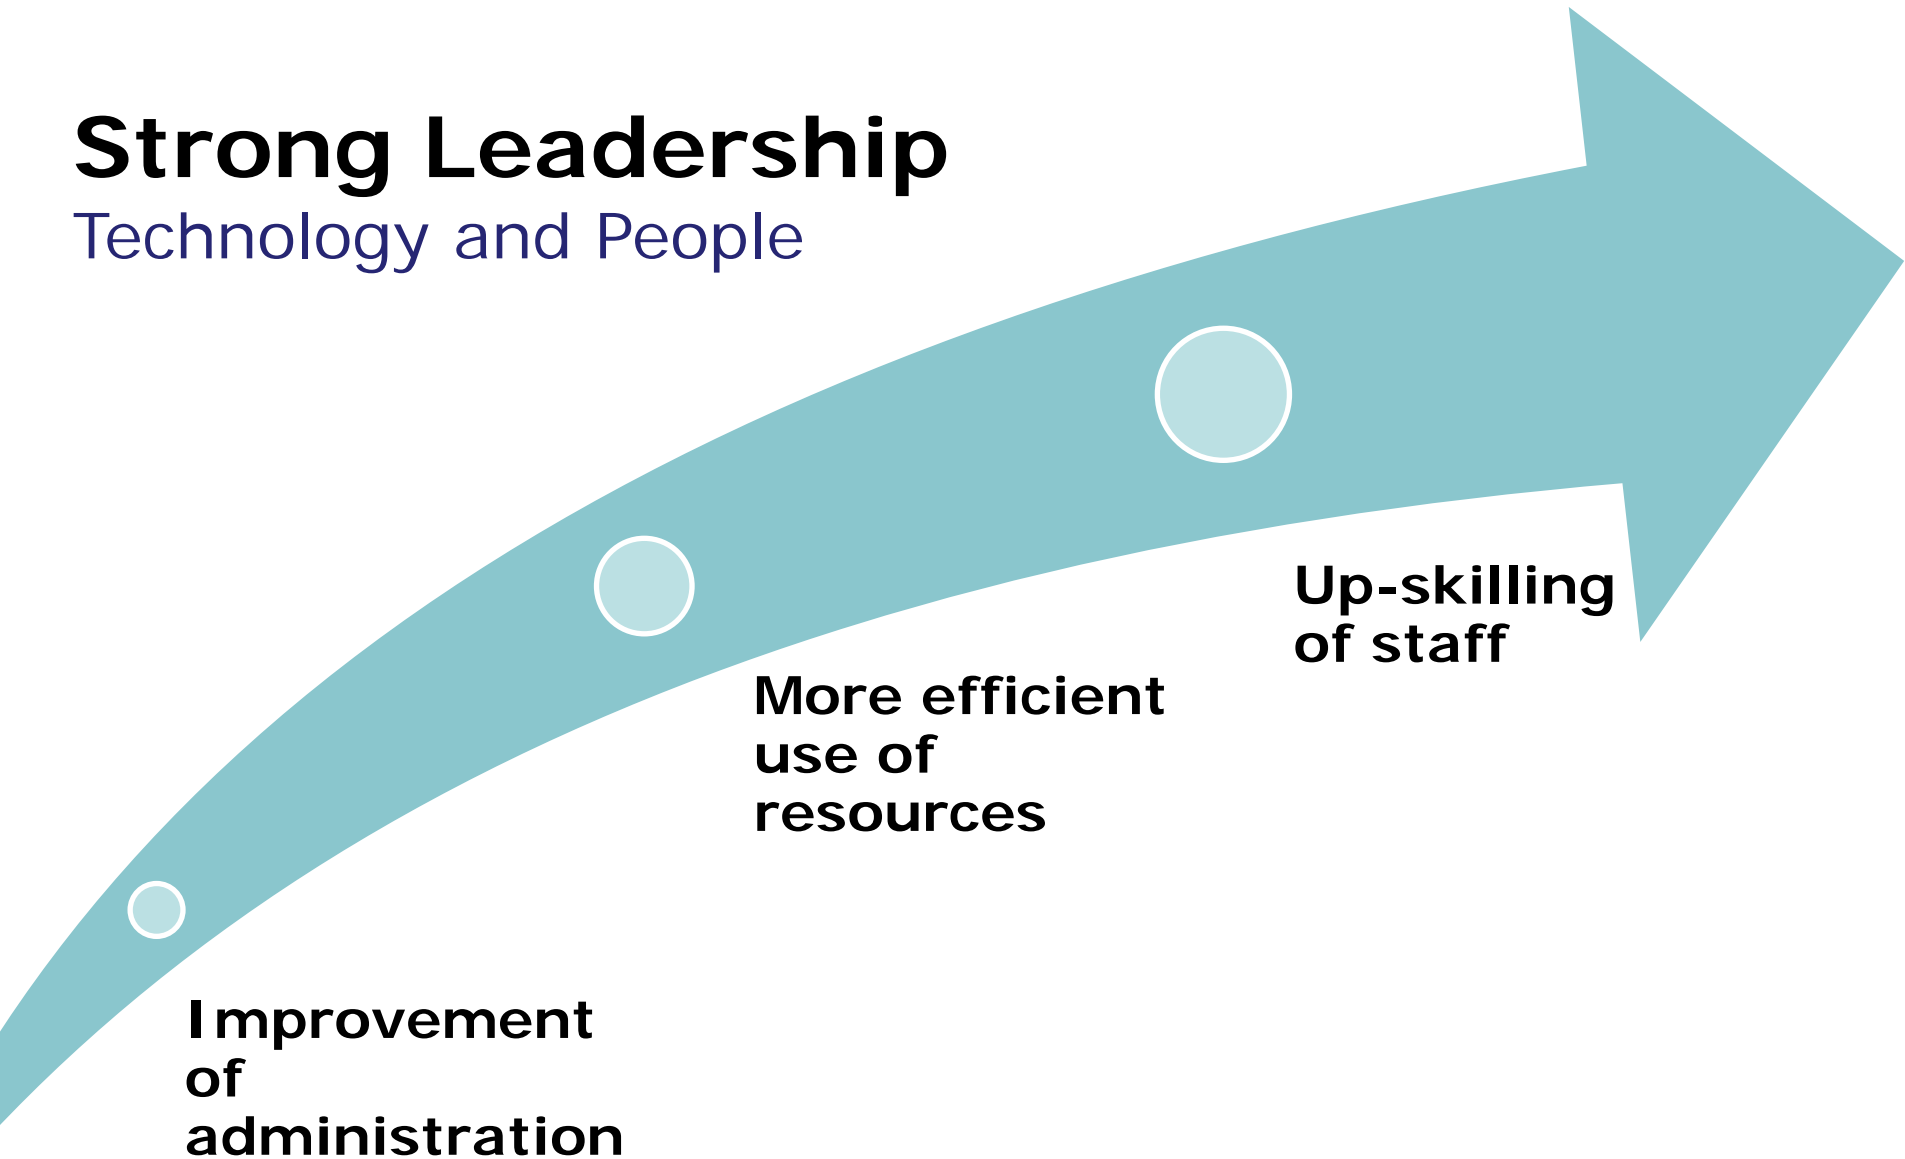 Strong Leadership
Technology and People
Up-skilling
of staff
More efficient
use of
resources
Improvement
of
administration